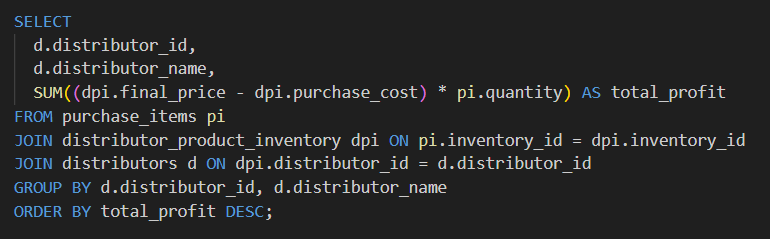 SELECT
  d.distributor_id,
  d.distributor_name,
  SUM((dpi.final_price - dpi.purchase_cost) * pi.quantity) AS total_profit
FROM purchase_items pi
JOIN distributor_product_inventory dpi ON pi.inventory_id = dpi.inventory_id
JOIN distributors d ON dpi.distributor_id = d.distributor_id
GROUP BY d.distributor_id, d.distributor_name
ORDER BY total_profit DESC;